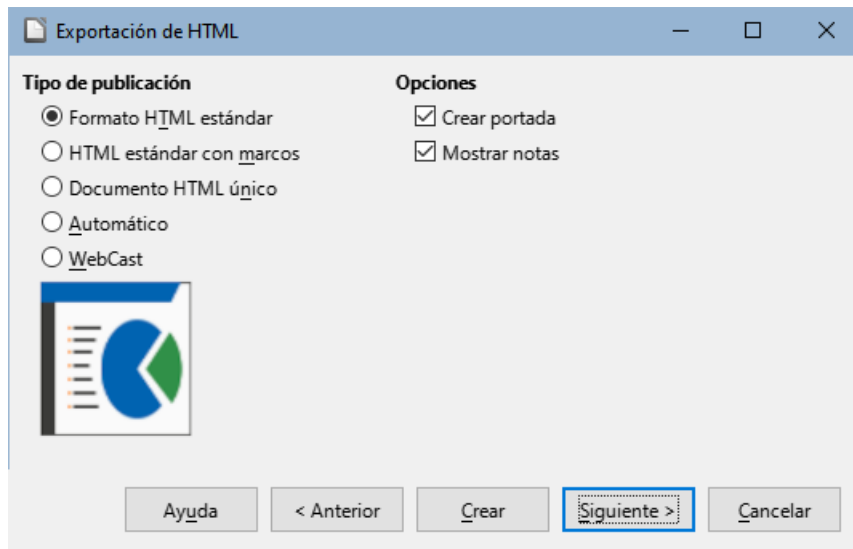 Exportación de HTML
Tipo de publicación
Formato HTML estándar
HTML estándar con marcos
Documento HTML único
Automático
WebCast
Opciones
Crear portada
Mostrar notas
Ayuda
< Anterior
Crear
Siguiente >
Cancelar